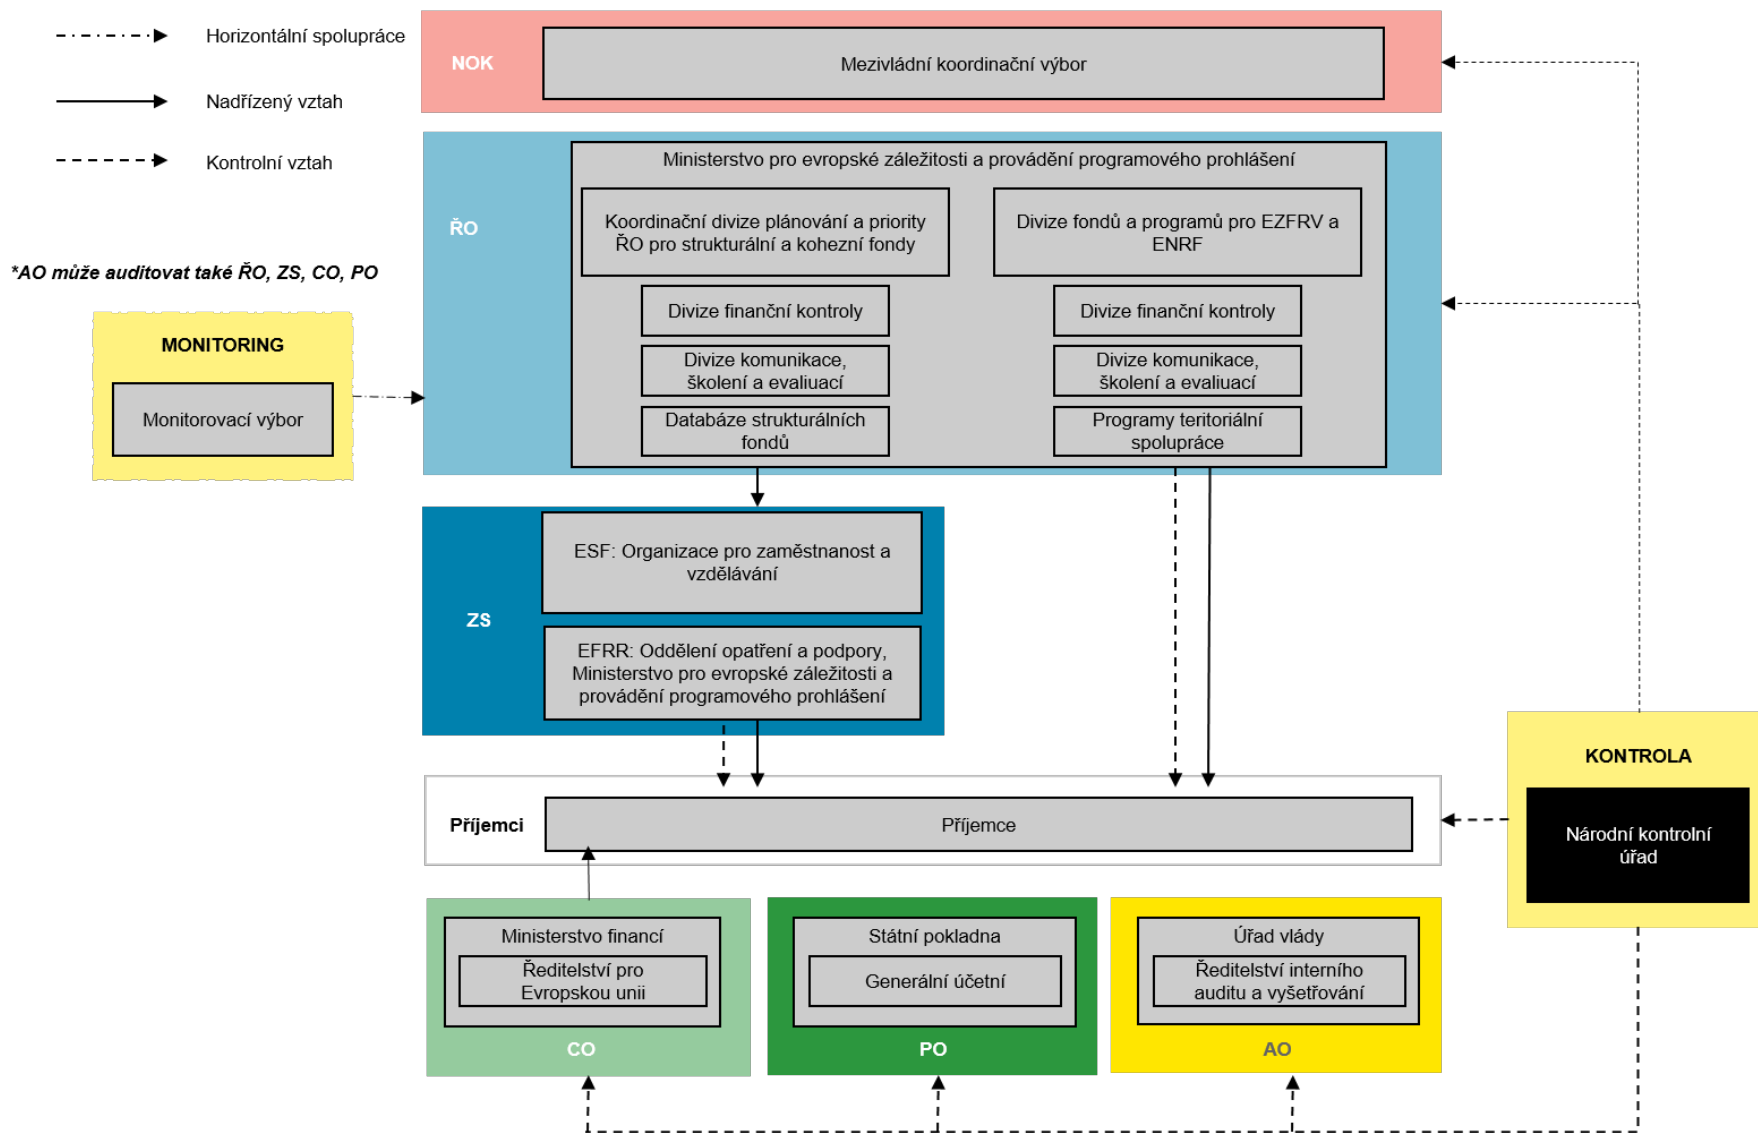 Horizontální spolupráce
Nadřízený vztah
Kontrolní vztah
NOK
Mezivládní koordinační výbor
ŘO
Ministerstvo pro evropské záležitosti a provádění programového prohlášení
Koordinační divize plánování a priority
ŘO pro strukturální a kohezní fondy
Divize fondů a programů pro EZFRV a
ENRF
Divize finanční kontroly
Divize finanční kontroly
Divize komunikace,
školení a evaliuací
Divize komunikace,
školení a evaliuací
Databáze strukturálních
fondů
Programy teritoriální
spolupráce
*AO může auditovat také ŘO, ZS, CO, PO
MONITORING
Monitorovací výbor
ZS
ESF: Organizace pro zaměstnanost a
vzdělávání
EFRR: Oddělení opatření a podpory,
Ministerstvo pro evropské záležitosti a
provádění programového prohlášení
Příjemci
Příjemce
KONTROLA
Národní kontrolní
úřad
Ministerstvo financí
Ředitelství pro
Evropskou unii
CO
Státní pokladna
Generální účetní
PO
Úřad vlády
Ředitelství interního
auditu a vyšetřování
AO